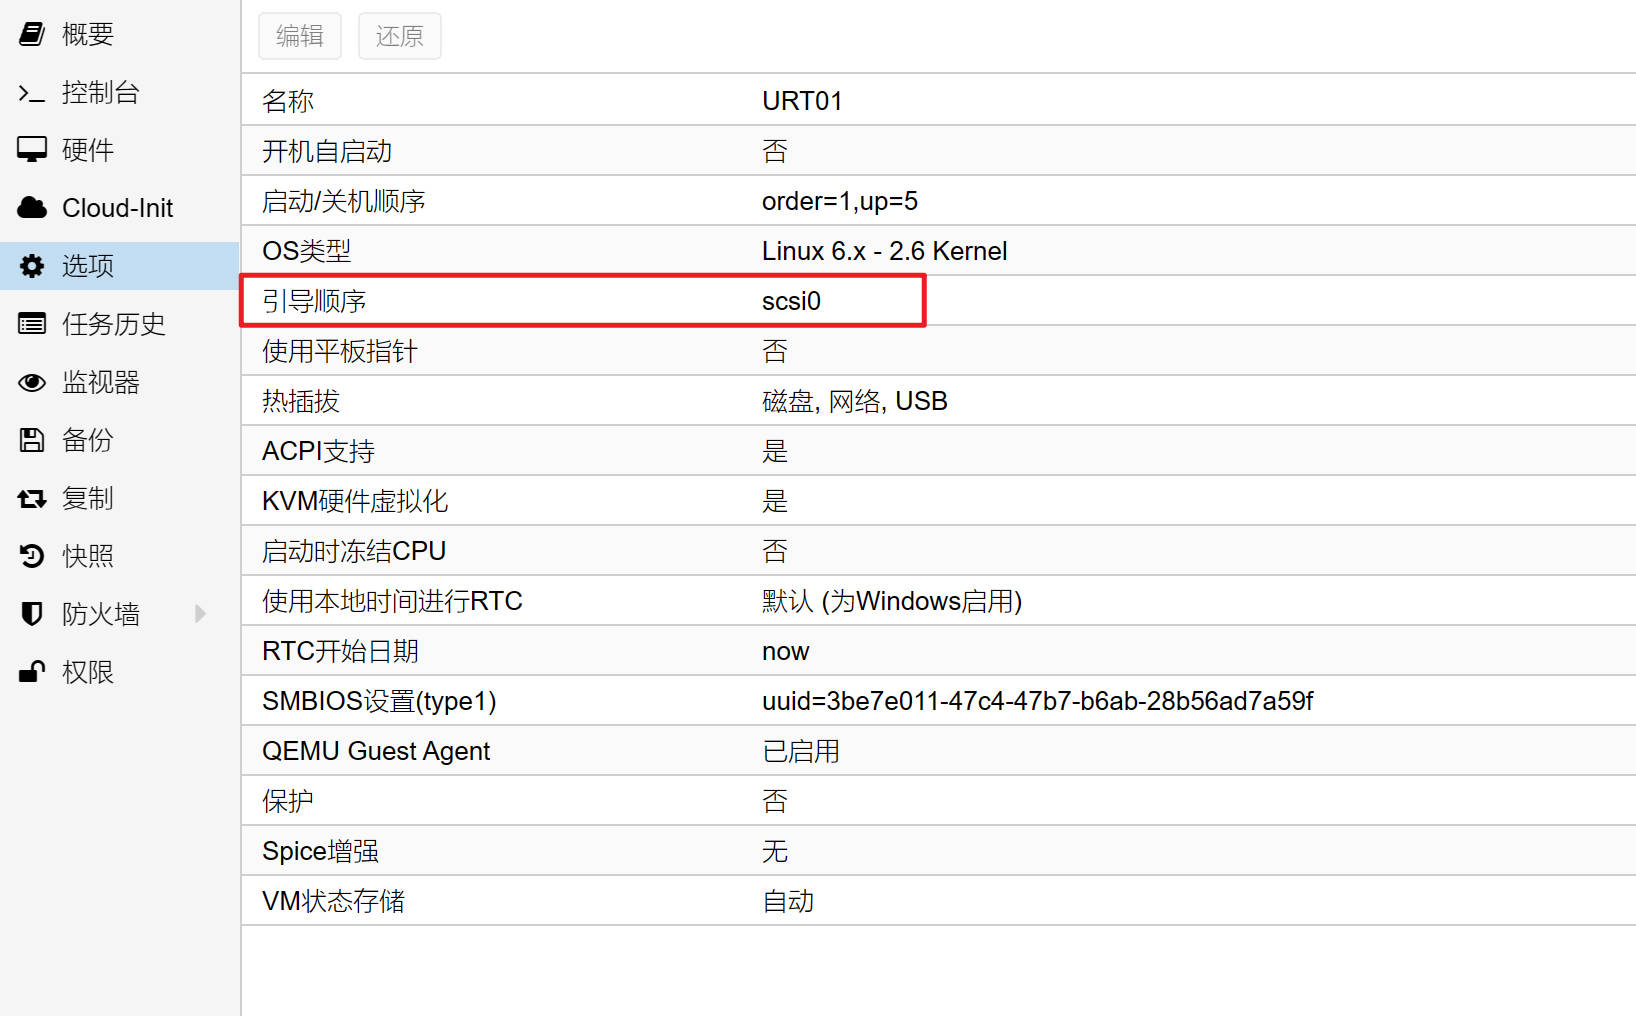 概要
控制台
硬件
Cloud-Init
选项
任务历史
监视器
备份
复制
快照
防火墙
权限
编辑 还原
名称 URT01
开机自启动 否
启动/关机顺序 order=1,up=5
OS类型 Linux 6.x - 2.6 Kernel
引导顺序 scsi0
使用平板指针 否
热插拔 磁盘, 网络, USB
ACPI支持 是
KVM硬件虚拟化 是
启动时冻结CPU 否
使用本地时间进行RTC 默认 (为Windows启用)
RTC开始日期 now
SMBIOS设置(type1) uuid=3be7e011-47c4-47b7-b6ab-28b56ad7a59f
QEMU Guest Agent 已启用
保护 否
Spice增强 无
VM状态存储 自动